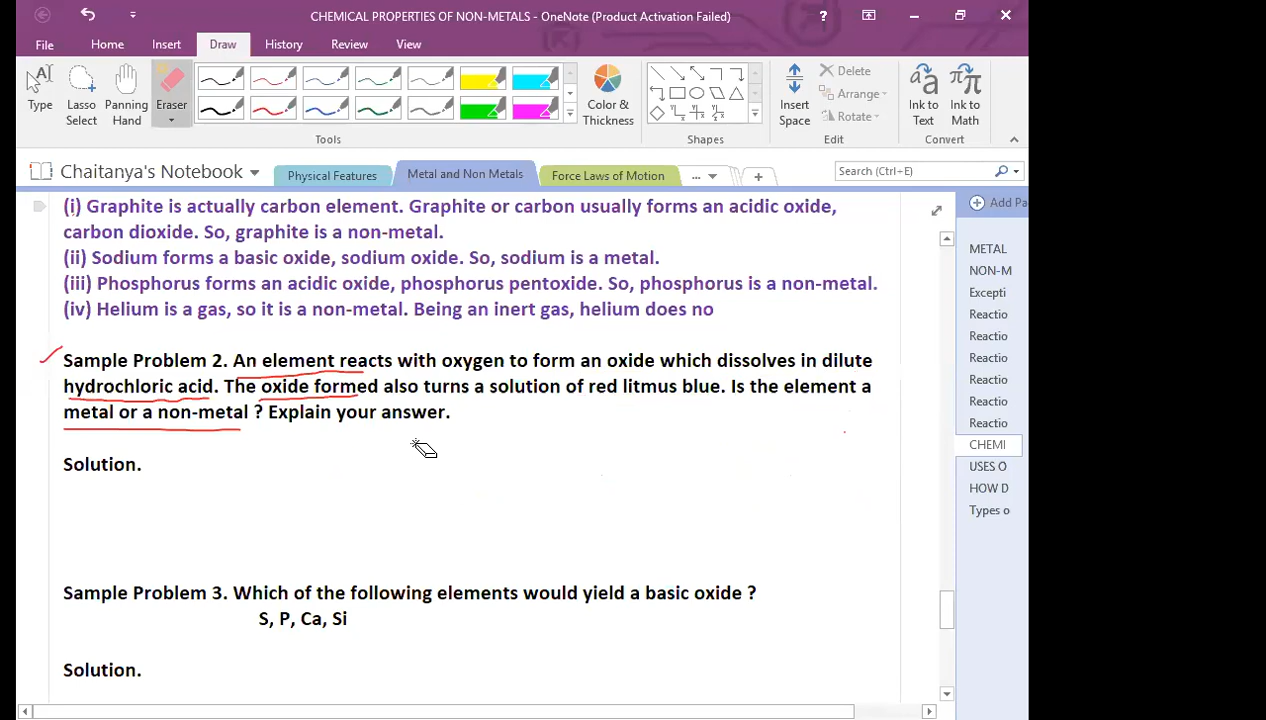 CHEMICAL PROPERTIES OF NON-METALS - OneNote (Product Activation Failed)
?
File Home Insert Draw History Review View
Type
Lasso Select
Panning Hand
Eraser
Color & Thickness
Insert Space
Delete
Arrange
Rotate
Ink to Text
Ink to Math
Tools
Shapes
Edit
Convert
Chaitanya's Notebook
Physical Features
Metal and Non Metals
Force Laws of Motion
...
+
Search (Ctrl+E)
Add Pa
(i) Graphite is actually carbon element. Graphite or carbon usually forms an acidic oxide,
carbon dioxide. So, graphite is a non-metal.
(ii) Sodium forms a basic oxide, sodium oxide. So, sodium is a metal.
(iii) Phosphorus forms an acidic oxide, phosphorus pentoxide. So, phosphorus is a non-metal.
(iv) Helium is a gas, so it is a non-metal. Being an inert gas, helium does no
Sample Problem 2. An element reacts with oxygen to form an oxide which dissolves in dilute
hydrochloric acid. The oxide formed also turns a solution of red litmus blue. Is the element a
metal or a non-metal ? Explain your answer.
Solution.
Sample Problem 3. Which of the following elements would yield a basic oxide ?
S, P, Ca, Si
Solution.
METAL
NON-M
Excepti
Reactio
Reactio
Reactio
Reactio
Reactio
Reactio
CHEMI
USES O
HOW D
Types o